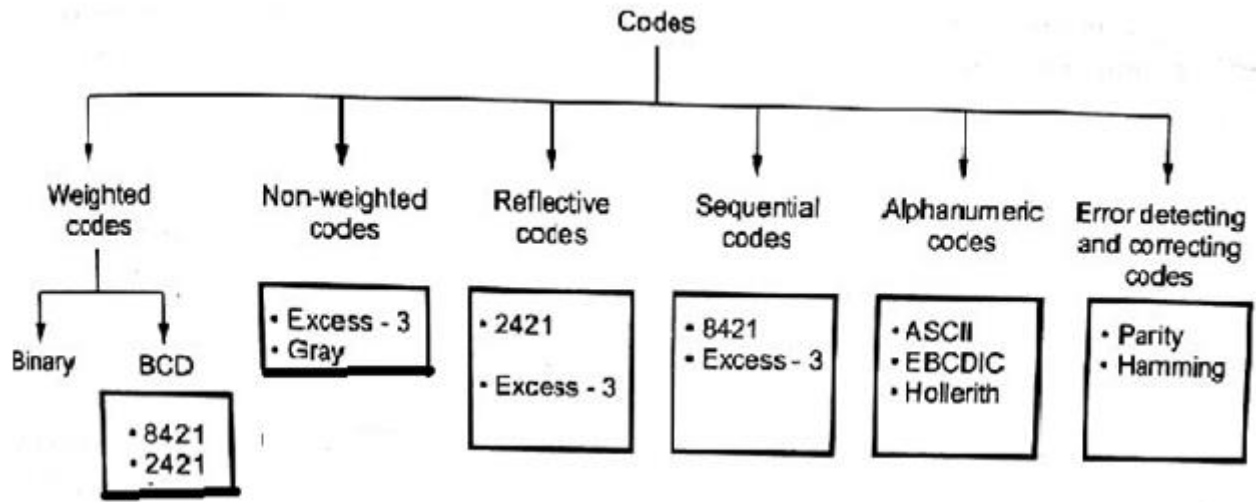 Codes
Weighted
codes
Binary
BCD
• 8421
• 2421
Non-weighted
codes
• Excess - 3
• Gray
Reflective
codes
• 2421
• Excess - 3
Sequential
codes
• 8421
• Excess - 3
Alphanumeric
codes
• ASCII
• EBCDIC
• Hollerith
Error detecting
and correcting
codes
• Parity
• Hamming